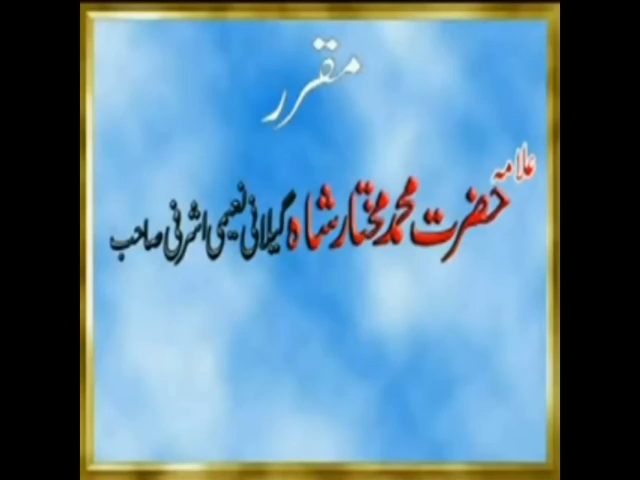 مقرر
علامہ
حضرت محمد مختار شاہ گیلانی نعیمی اشرفی صاحب